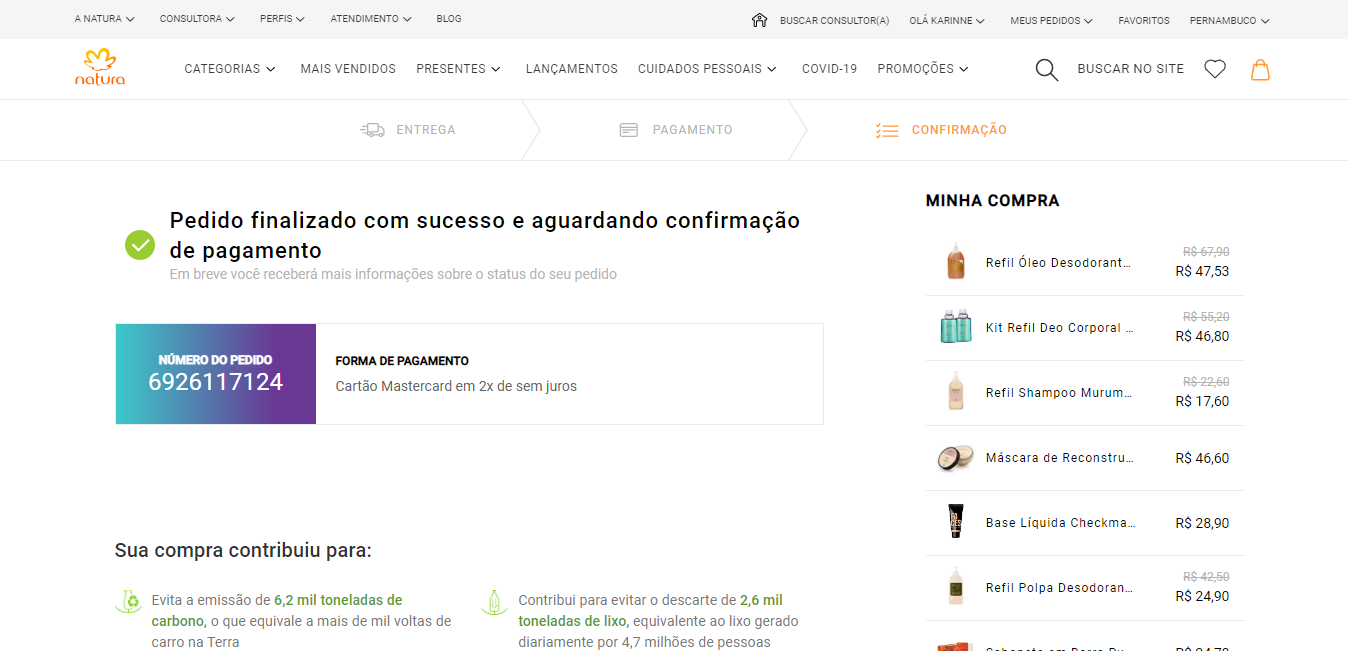 A NATURA
CONSULTORA
PERFIS
ATENDIMENTO
BLOG
BUSCAR CONSULTOR(A)
OLÁ KARINNE
MEUS PEDIDOS
FAVORITOS
PERNAMBUCO
natura
CATEGORIAS
MAIS VENDIDOS
PRESENTES
LANÇAMENTOS
CUIDADOS PESSOAIS
COVID-19
PROMOÇÕES
BUSCAR NO SITE
ENTREGA
PAGAMENTO
CONFIRMAÇÃO
Pedido finalizado com sucesso e aguardando confirmação
de pagamento
Em breve você receberá mais informações sobre o status do seu pedido
NÚMERO DO PEDIDO
6926117124
FORMA DE PAGAMENTO
Cartão Mastercard em 2x de sem juros
Sua compra contribuiu para:
Evita a emissão de 6,2 mil toneladas de
carbono, o que equivale a mais de mil voltas de
carro na Terra
Contribui para evitar o descarte de 2,6 mil
toneladas de lixo, equivalente ao lixo gerado
diariamente por 4,7 milhões de pessoas
MINHA COMPRA
Refil Óleo Desodorant...
R$ 67,90
R$ 47,53
Kit Refil Deo Corporal ...
R$ 55,20
R$ 46,80
Refil Shampoo Murum...
R$ 22,60
R$ 17,60
Máscara de Reconstru...
R$ 46,60
Base Líquida Checkma...
R$ 28,90
Refil Polpa Desodoran...
R$ 42,50
R$ 24,90